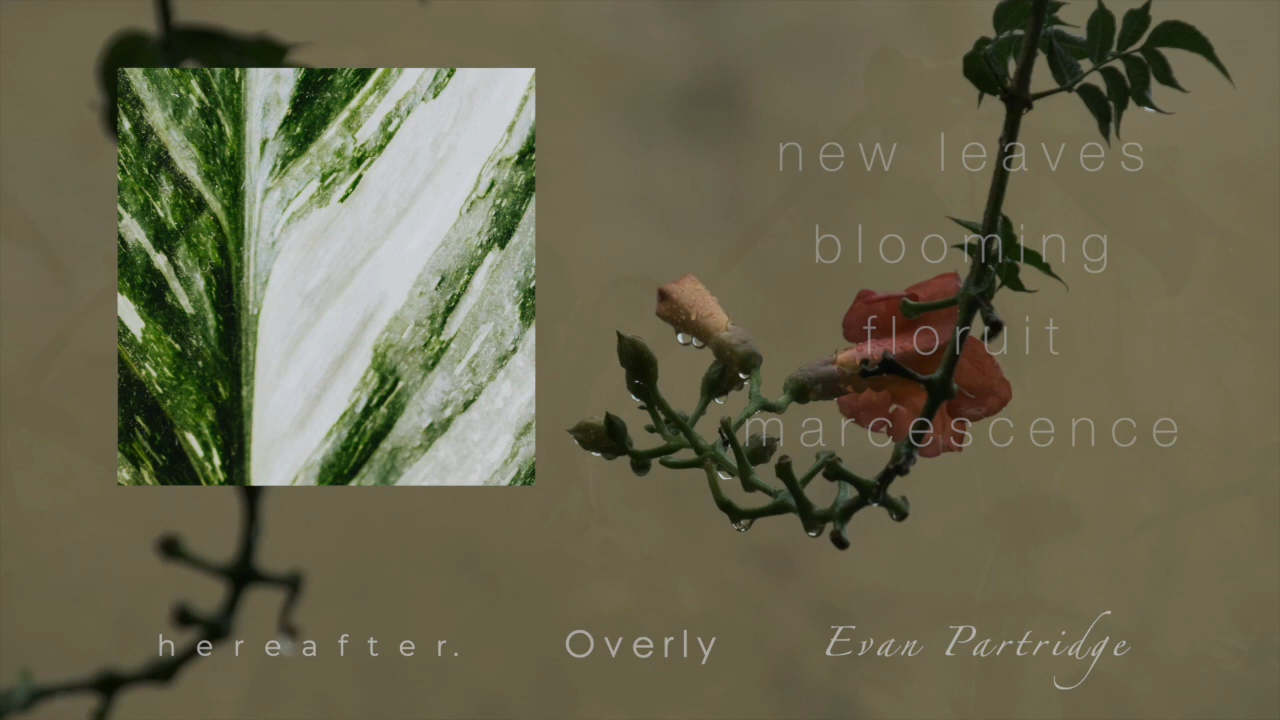 new leaves
blooming
floruit
marcescence
hereafter. Overly Evan Partridge